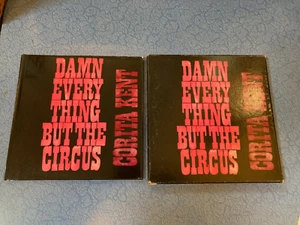 DAMN
EVERY
THING
BUT THE
CIRCUS
CORITA KENT
DAMN
EVERY
THING
BUT THE
CIRCUS
CORITA KENT